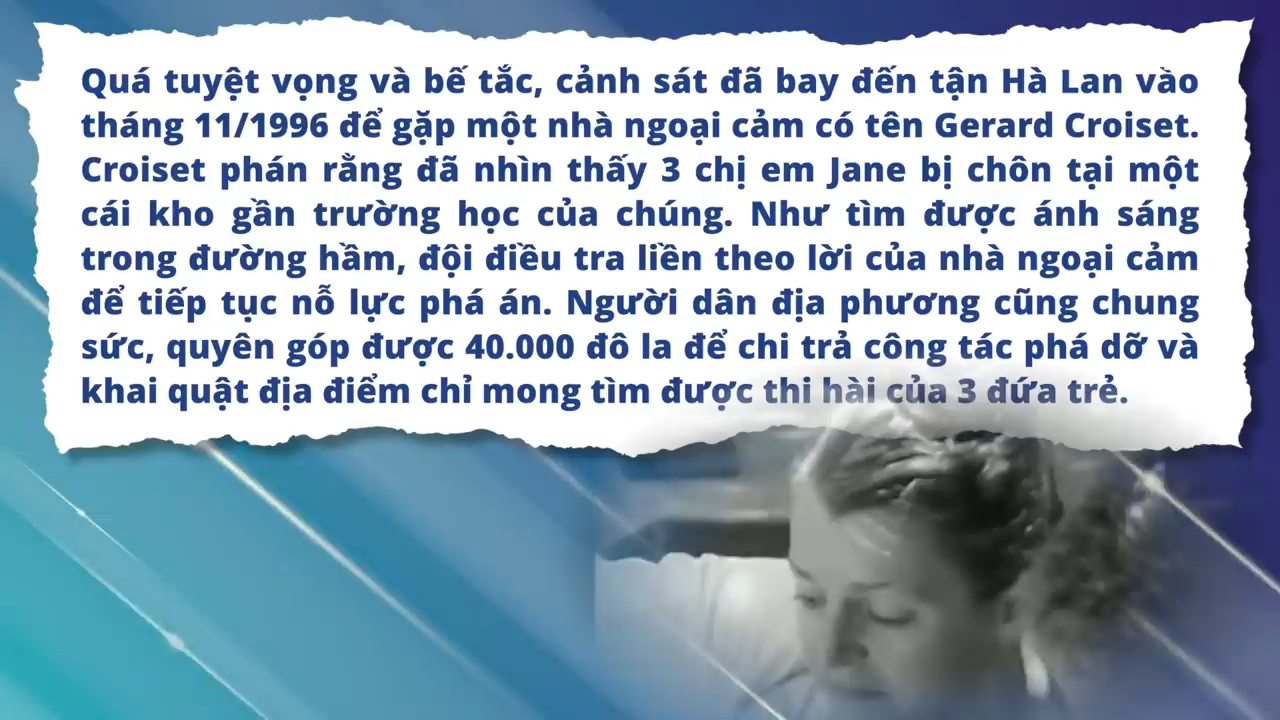 Quá tuyệt vọng và bế tắc, cảnh sát đã bay đến tận Hà Lan vào
tháng 11/1996 để gặp một nhà ngoại cảm có tên Gerard Croiset.
Croiset phán rằng đã nhìn thấy 3 chị em Jane bị chôn tại một
cái kho gần trường học của chúng. Như tìm được ánh sáng
trong đường hầm, đội điều tra liền theo lời của nhà ngoại cảm
để tiếp tục nỗ lực phá án. Người dân địa phương cũng chung
sức, quyên góp được 40.000 đô la để chi trả công tác phá dỡ và
khai quật địa điểm chỉ mong tìm được thi hài của 3 đứa trẻ.